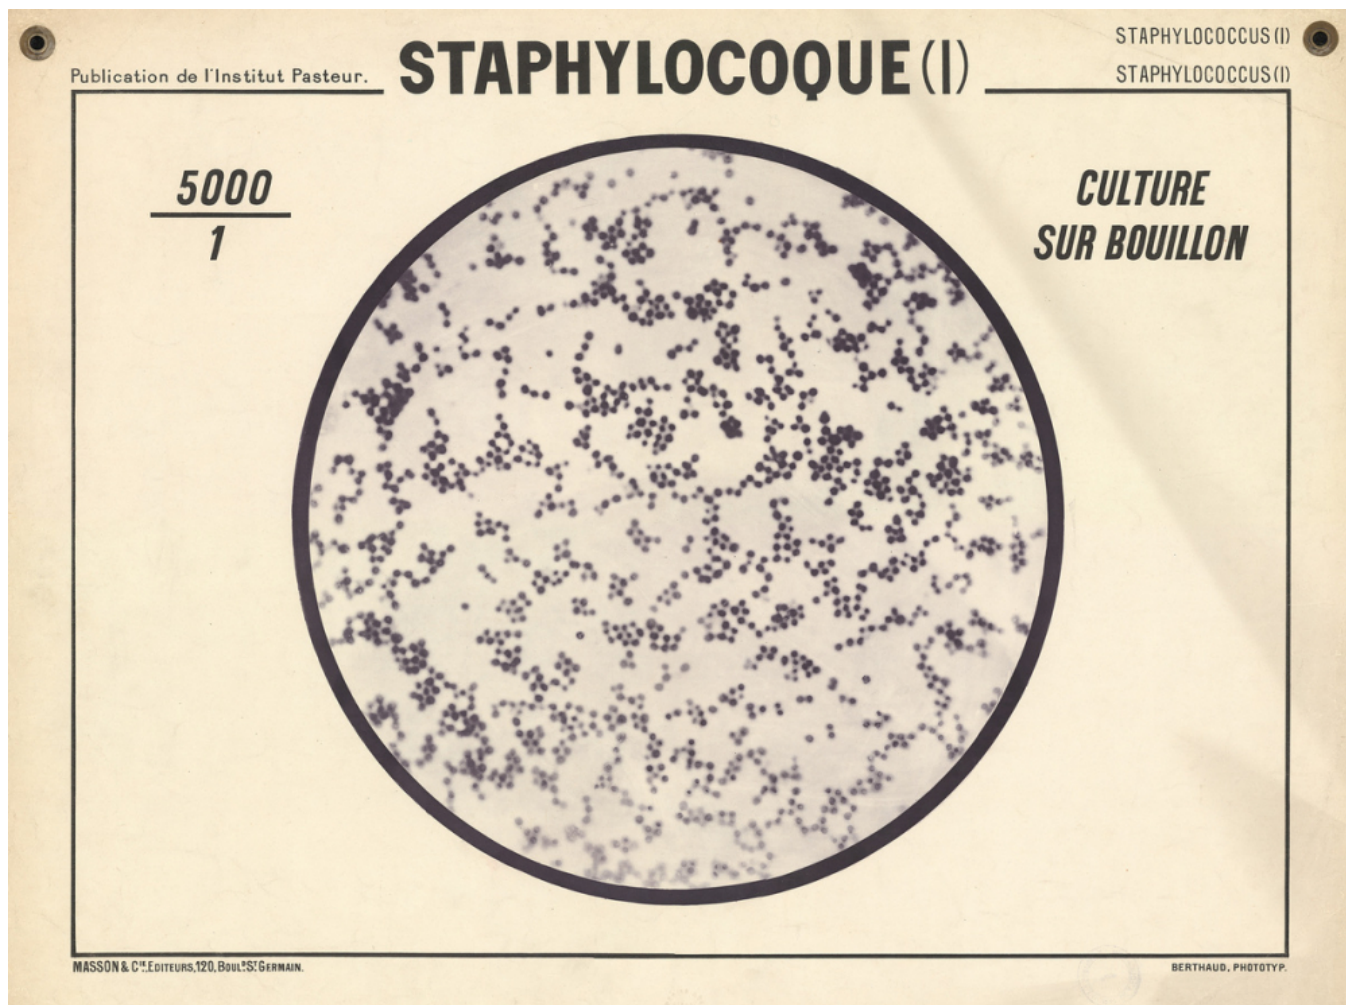 STAPHYLOCOQUE (I)
STAPHYLOCOCCUS (I)
STAPHYLOCOCCUS (I)
Publication de l'Institut Pasteur.
5000
1
CULTURE
SUR BOUILLON
MASSON & Cie. EDITEURS, 120, BOULd. St. GERMAIN.
BERTHAUD, PHOTOTYP.